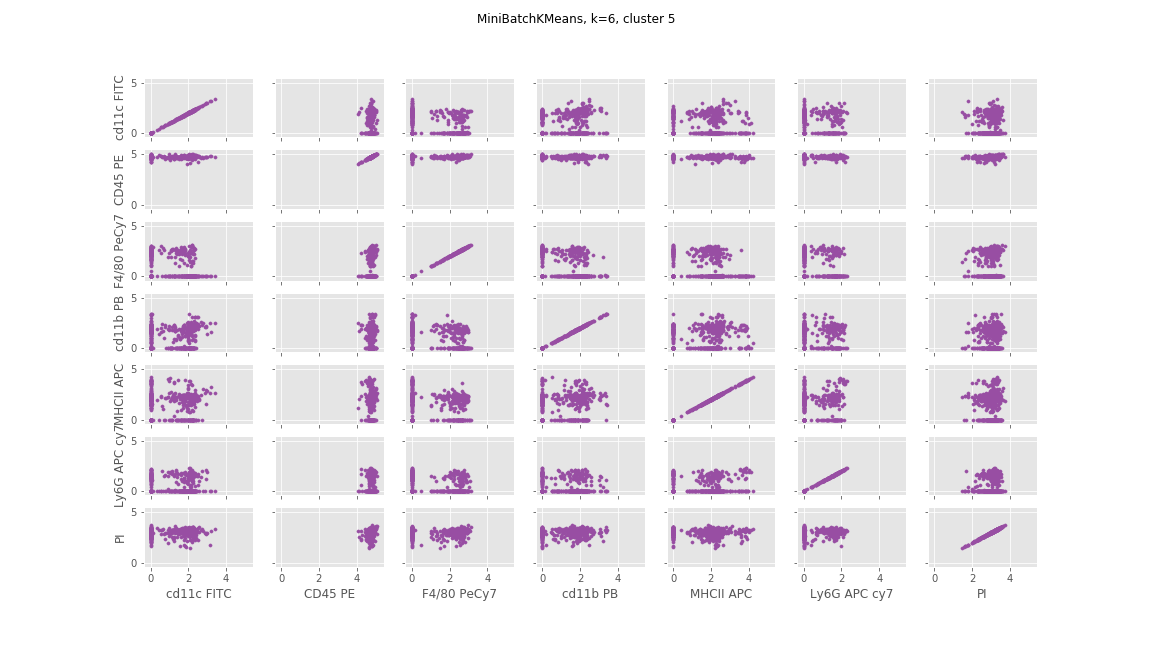 MiniBatchKMeans, k=6, cluster 5
cd11c FITC
5
0
CD45 PE
5
0
F4/80 PeCy7
5
0
cd11b PB
5
0
MHCII APC
5
0
Ly6G APC cy7
5
0
PI
5
0
0 2 4 0 2 4 0 2 4 0 2 4 0 2 4 0 2 4 0 2 4
cd11c FITC CD45 PE F4/80 PeCy7 cd11b PB MHCII APC Ly6G APC cy7 PI